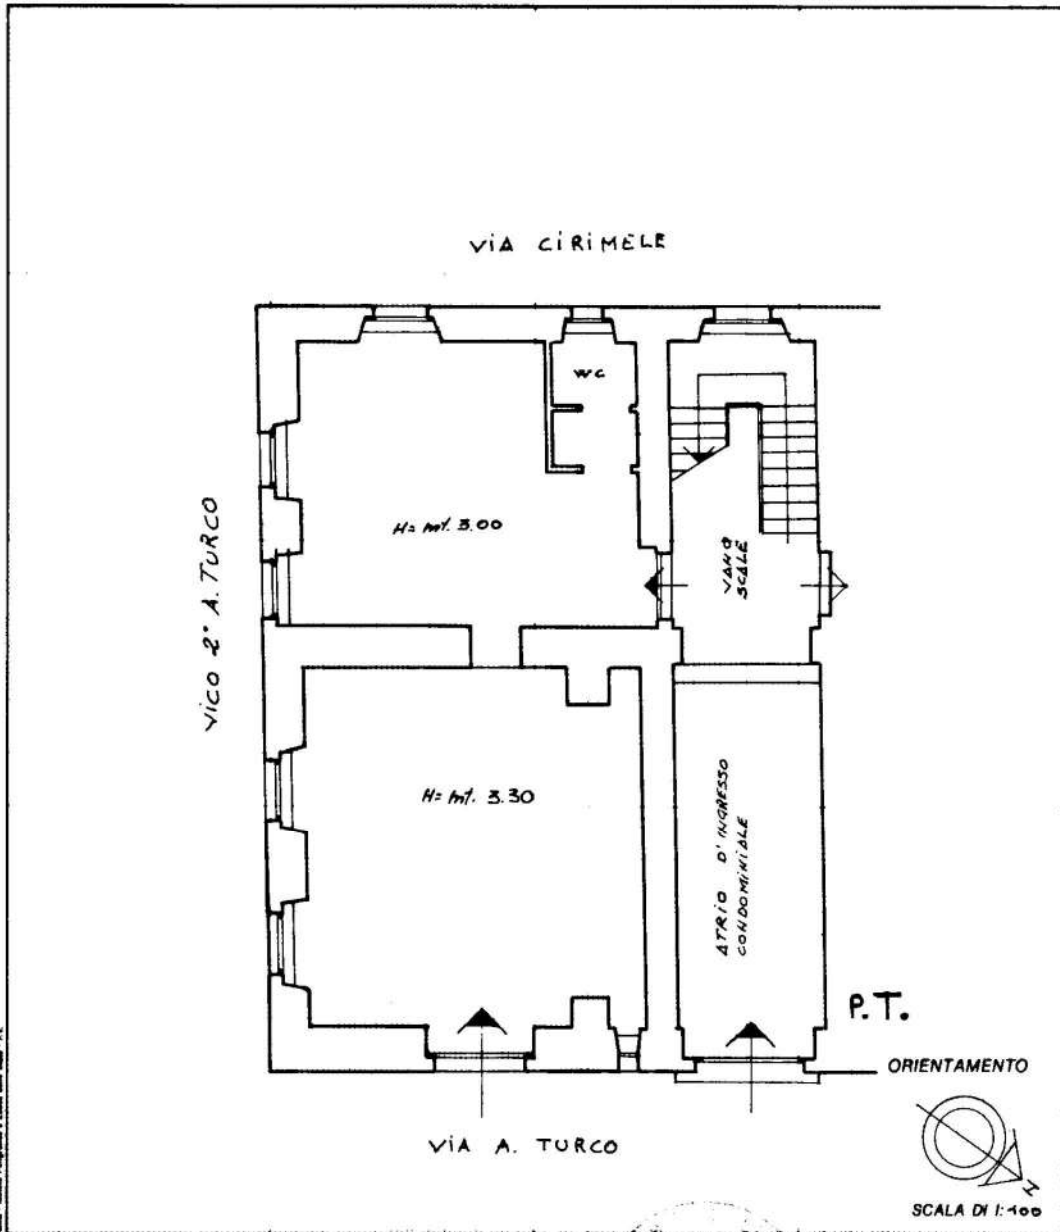 VIA CIRIMELE
WC
H= mt. 3.00
VANO
SCALE
VICO 2° A. TURCO
H= mt. 3.30
ATRIO D'INGRESSO
CONDOMINIALE
P.T.
ORIENTAMENTO
VIA A. TURCO
N
SCALA DI 1:100